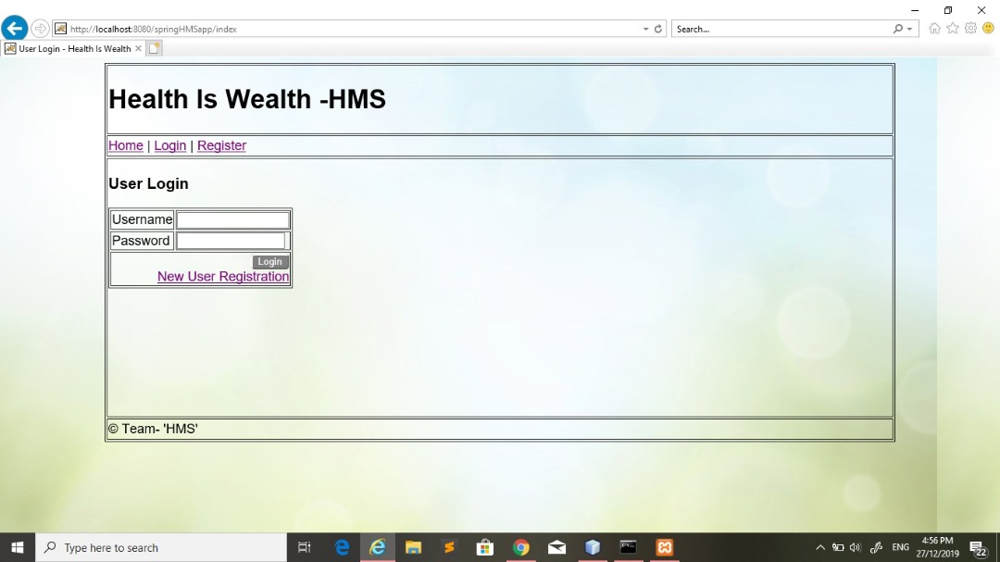 http://localhost:8080/springHMSapp/index
Search...
User Login - Health Is Wealth
Health Is Wealth -HMS
Home | Login | Register
User Login
Username
Password
Login
New User Registration
© Team- 'HMS'
Type here to search
ENG
4:56 PM
27/12/2019
22